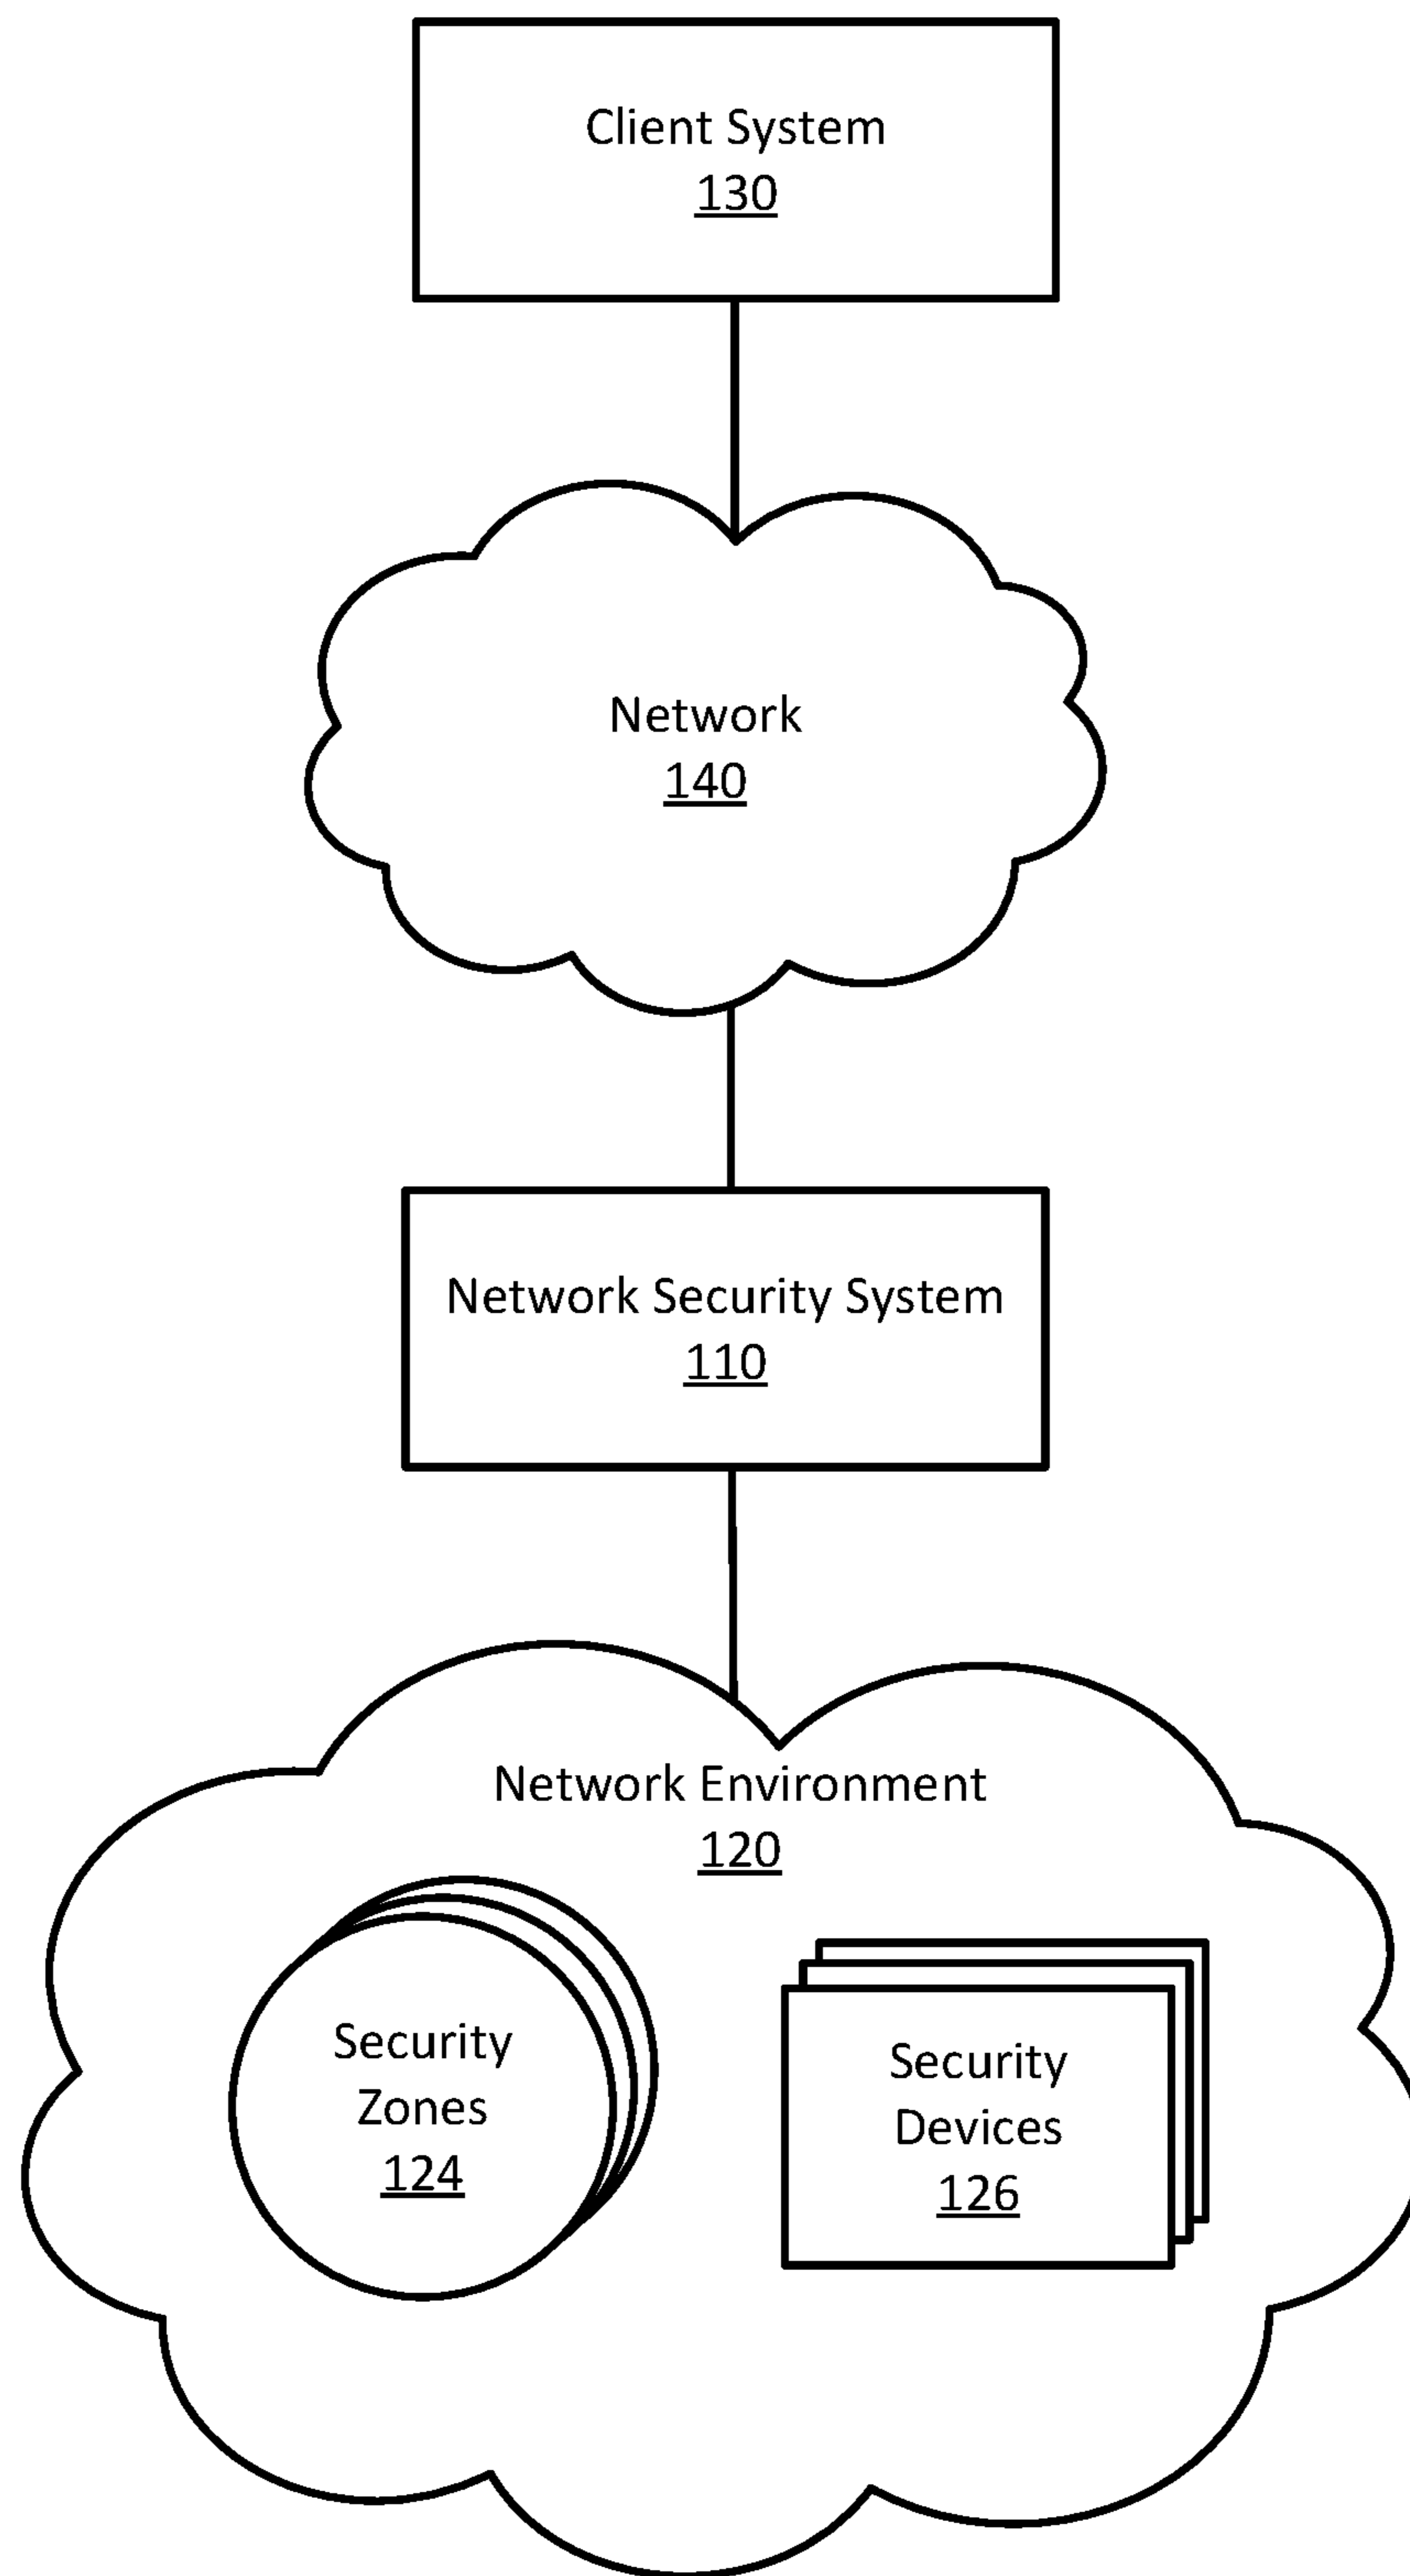 Client System
130
Network
140
Network Security System
110
Network Environment
120
Security
Zones
124
Security
Devices
126